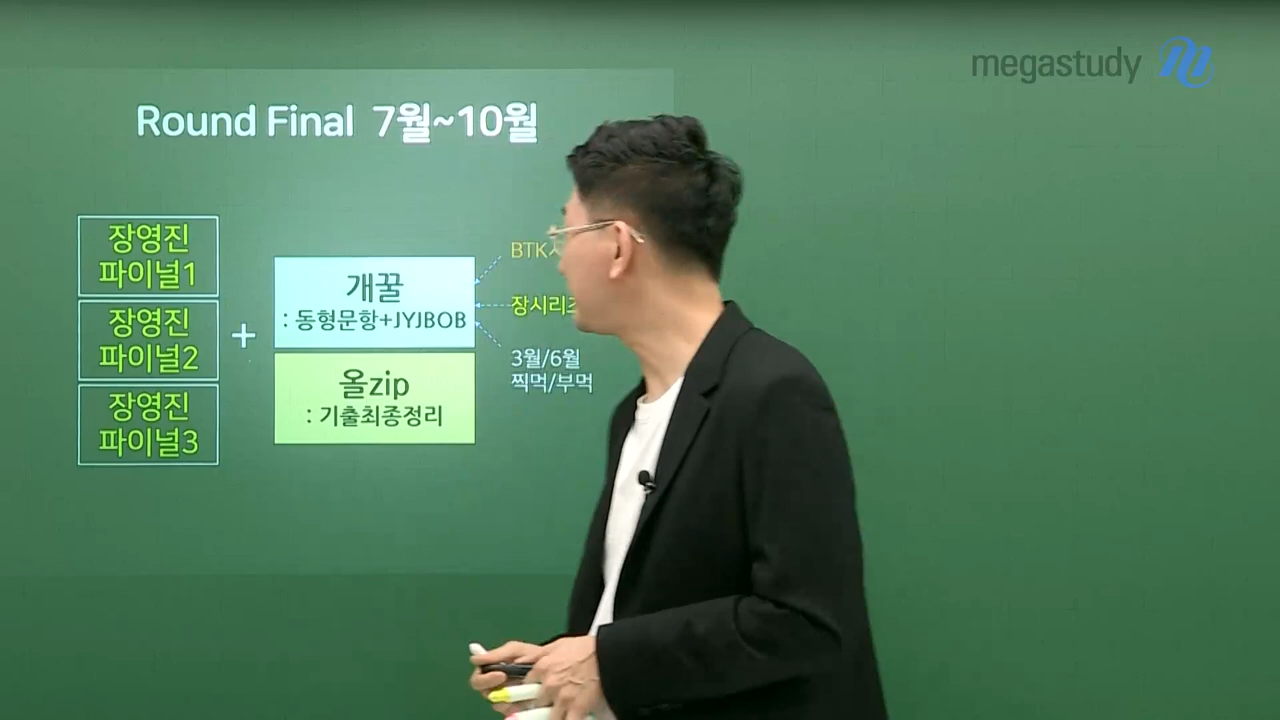 megastudy
Round Final 7월~10월
장영진
파이널1
장영진
파이널2
장영진
파이널3
+
개꿀
: 동형문항+JYJBOB
올zip
: 기출최종정리
3월/6월
찍먹/부먹